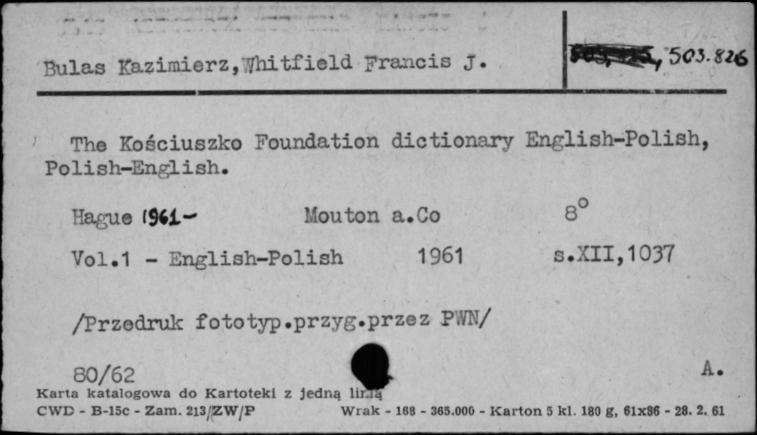 Bulas Kazimierz, Whitfield Francis J.
503.826
The Kościuszko Foundation dictionary English-Polish,
Polish-English.
Hague 1961- Mouton a.Co 8°
Vol.1 - English-Polish 1961 s.XII,1037
/Przedruk fototyp.przyg.przez PWN/
80/62 A.
Karta katalogowa do Kartoteki z jedną linią
CWD - B-15c - Zam. 213/ZW/P Wrak - 168 - 365.000 - Karton 5 kl. 180 g, 61x86 - 28. 2. 61